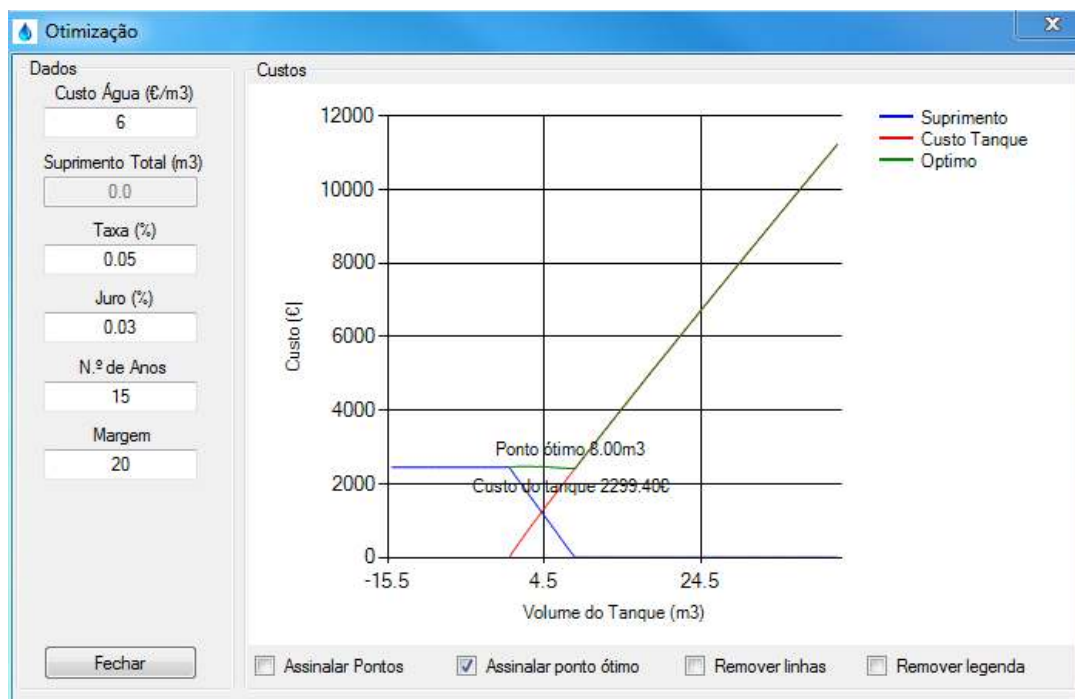 Otimização
Dados
Custo Água (€/m3)
6
Suprimento Total (m3)
0.0
Taxa (%)
0.05
Juro (%)
0.03
N.º de Anos
15
Margem
20
Fechar
Custos
12000
10000
8000
6000
4000
2000
0
Custo [€]
-15.5 4.5 24.5
Volume do Tanque (m3)
Ponto ótimo 8.00m3
Custo do tanque 2299.40€
Suprimento
Custo Tanque
Optimo
Assinalar Pontos Assinalar ponto ótimo Remover linhas Remover legenda